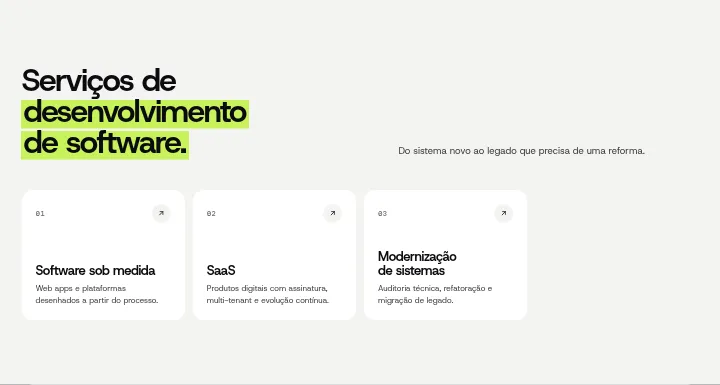 Serviços de
desenvolvimento
de software.
Do sistema novo ao legado que precisa de uma reforma.
01
Software sob medida
Web apps e plataformas
desenhados a partir do processo.
02
SaaS
Produtos digitais com assinatura,
multi-tenant e evolução contínua.
03
Modernização
de sistemas
Auditoria técnica, refatoração e
migração de legado.